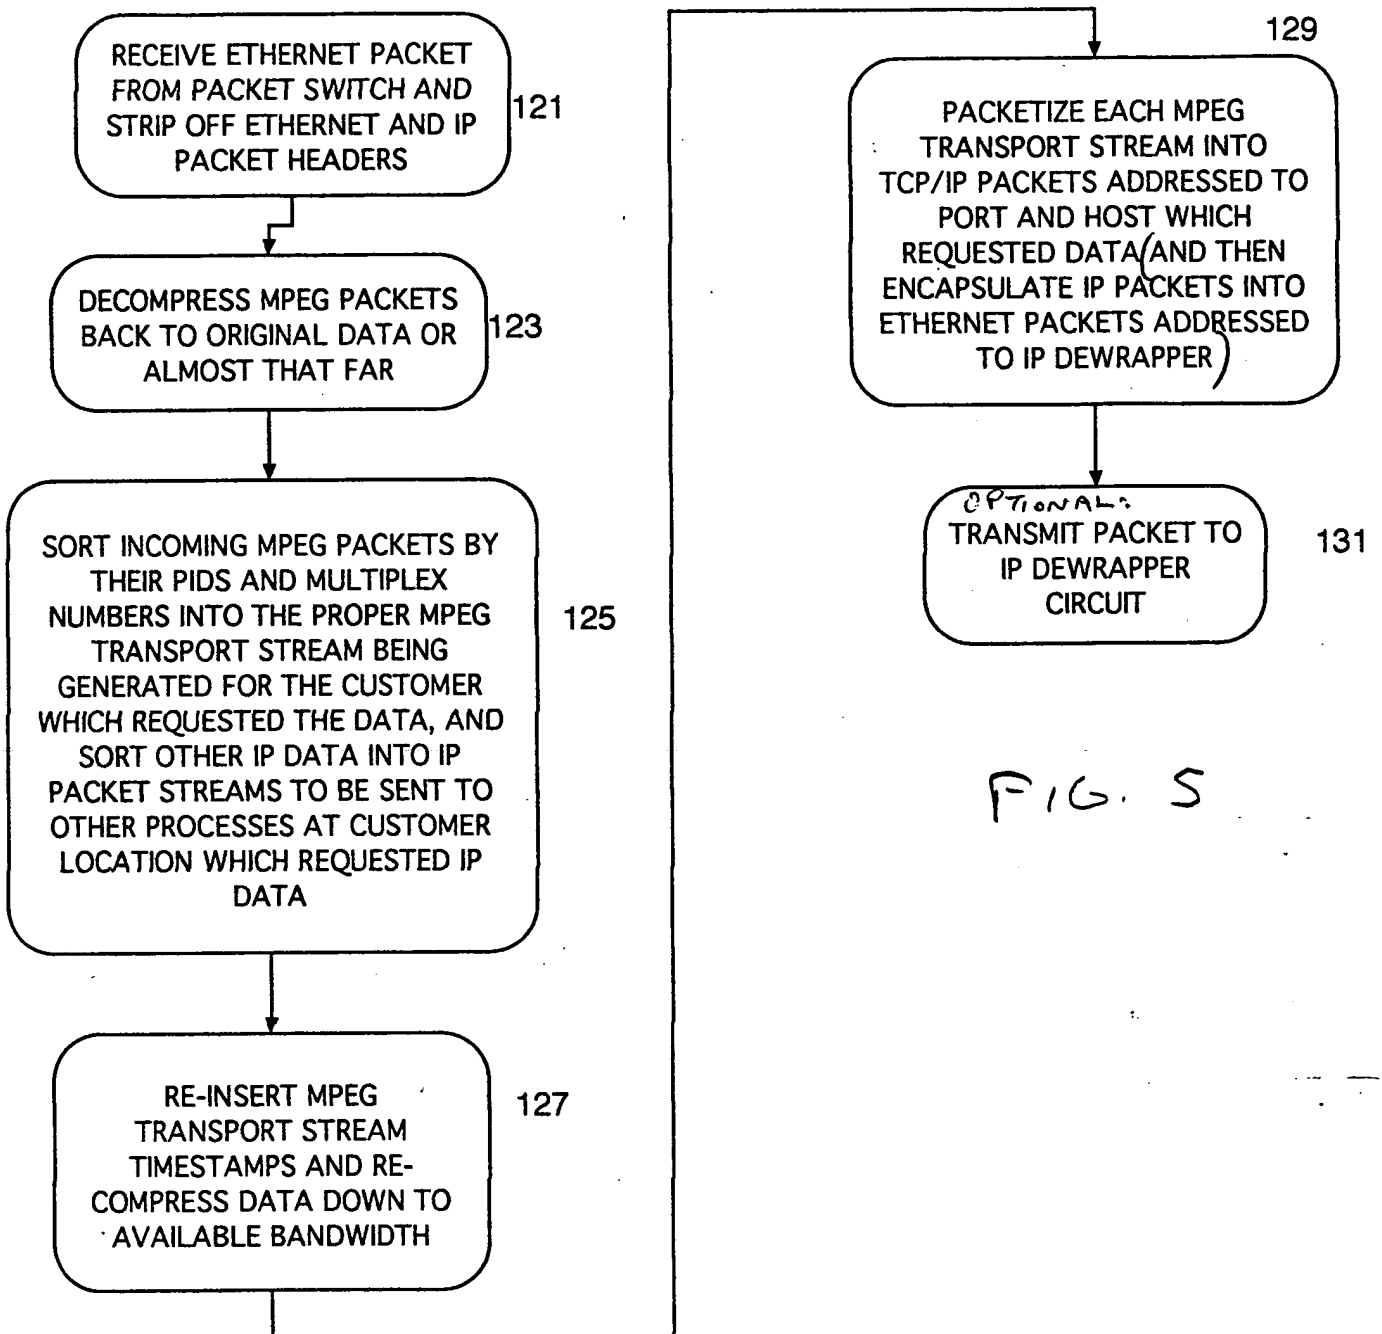 RECEIVE ETHERNET PACKET
FROM PACKET SWITCH AND
STRIP OFF ETHERNET AND IP
PACKET HEADERS
121
DECOMPRESS MPEG PACKETS
BACK TO ORIGINAL DATA OR
ALMOST THAT FAR
123
SORT INCOMING MPEG PACKETS BY
THEIR PIDS AND MULTIPLEX
NUMBERS INTO THE PROPER MPEG
TRANSPORT STREAM BEING
GENERATED FOR THE CUSTOMER
WHICH REQUESTED THE DATA, AND
SORT OTHER IP DATA INTO IP
PACKET STREAMS TO BE SENT TO
OTHER PROCESSES AT CUSTOMER
LOCATION WHICH REQUESTED IP
DATA
125
RE-INSERT MPEG
TRANSPORT STREAM
TIMESTAMPS AND RE-
COMPRESS DATA DOWN TO
AVAILABLE BANDWIDTH
127
129
PACKETIZE EACH MPEG
TRANSPORT STREAM INTO
TCP/IP PACKETS ADDRESSED TO
PORT AND HOST WHICH
REQUESTED DATA (AND THEN
ENCAPSULATE IP PACKETS INTO
ETHERNET PACKETS ADDRESSED
TO IP DEWRAPPER)
OPTIONAL:
TRANSMIT PACKET TO
IP DEWRAPPER
CIRCUIT
131
FIG. 5